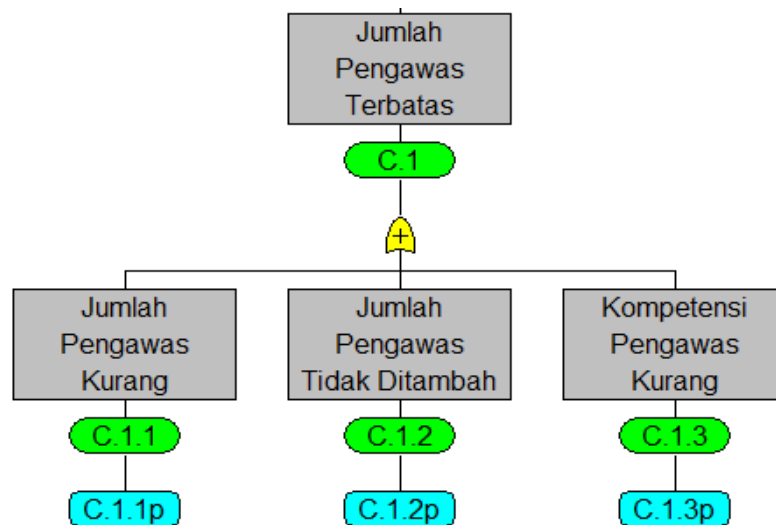 Jumlah
Pengawas
Terbatas
C.1
+
Jumlah
Pengawas
Kurang
Jumlah
Pengawas
Tidak Ditambah
Kompetensi
Pengawas
Kurang
C.1.1
C.1.2
C.1.3
C.1.1p
C.1.2p
C.1.3p